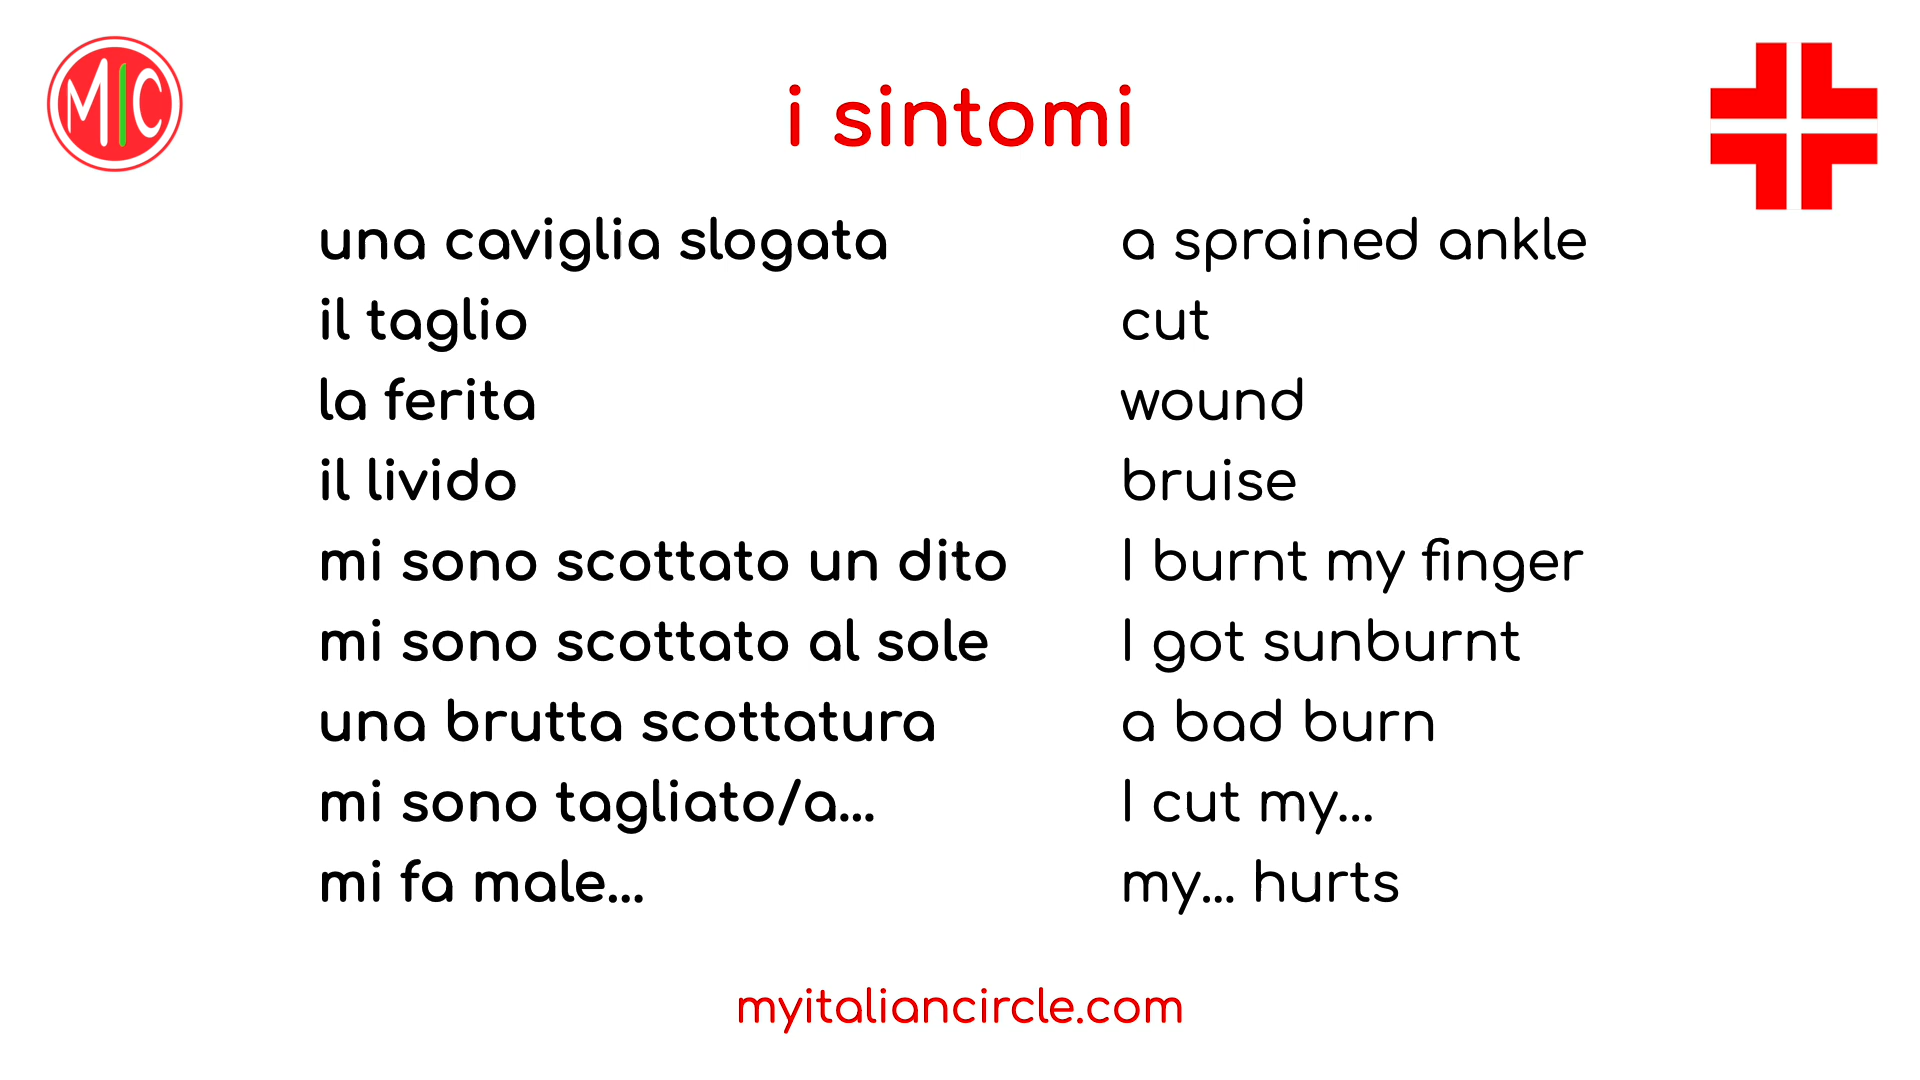 MIC
i sintomi
una caviglia slogata a sprained ankle
il taglio cut
la ferita wound
il livido bruise
mi sono scottato un dito I burnt my finger
mi sono scottato al sole I got sunburnt
una brutta scottatura a bad burn
mi sono tagliato/a... I cut my...
mi fa male... my... hurts
myitaliancircle.com